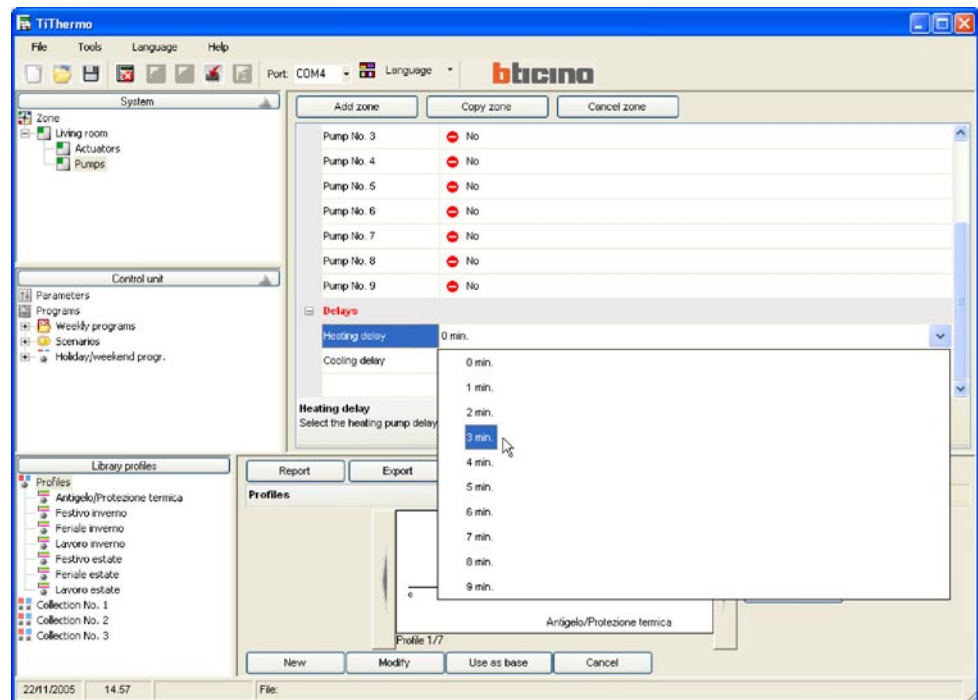 TiThermo
File Tools Language Help
Port: COM4 Language bticino
System
Zone
Living room
Actuators
Pumps
Add zone Copy zone Cancel zone
Pump No. 3 No
Pump No. 4 No
Pump No. 5 No
Pump No. 6 No
Pump No. 7 No
Pump No. 8 No
Pump No. 9 No
Delays
Heating delay 0 min.
Cooling delay
0 min.
1 min.
2 min.
3 min.
4 min.
5 min.
6 min.
7 min.
8 min.
9 min.
Heating delay
Select the heating pump delay
Control unit
Parameters
Programs
Weekly programs
Scenarios
Holiday/weekend progr.
Library profiles
Profiles
Antigelo/Protezione termica
Festivo inverno
Feriale inverno
Lavoro inverno
Festivo estate
Feriale estate
Lavoro estate
Collection No. 1
Collection No. 2
Collection No. 3
Report Export
Profiles
0
Antigelo/Protezione termica
Profile 1/7
New Modify Use as base Cancel
22/11/2005 14.57 File: